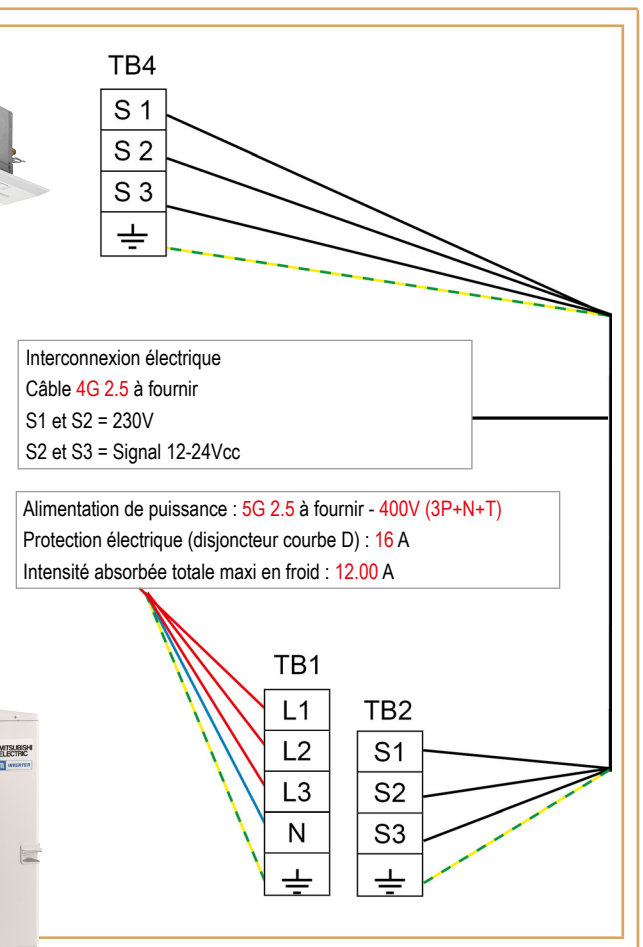 TB4
S 1
S 2
S 3
Interconnexion électrique
Câble 4G 2.5 à fournir
S1 et S2 = 230V
S2 et S3 = Signal 12-24Vcc
Alimentation de puissance : 5G 2.5 à fournir - 400V (3P+N+T)
Protection électrique (disjoncteur courbe D) : 16 A
Intensité absorbée totale maxi en froid : 12.00 A
TB1
L1
L2
L3
N
TB2
S1
S2
S3
MITSUBISHI
ELECTRIC
INVERTER